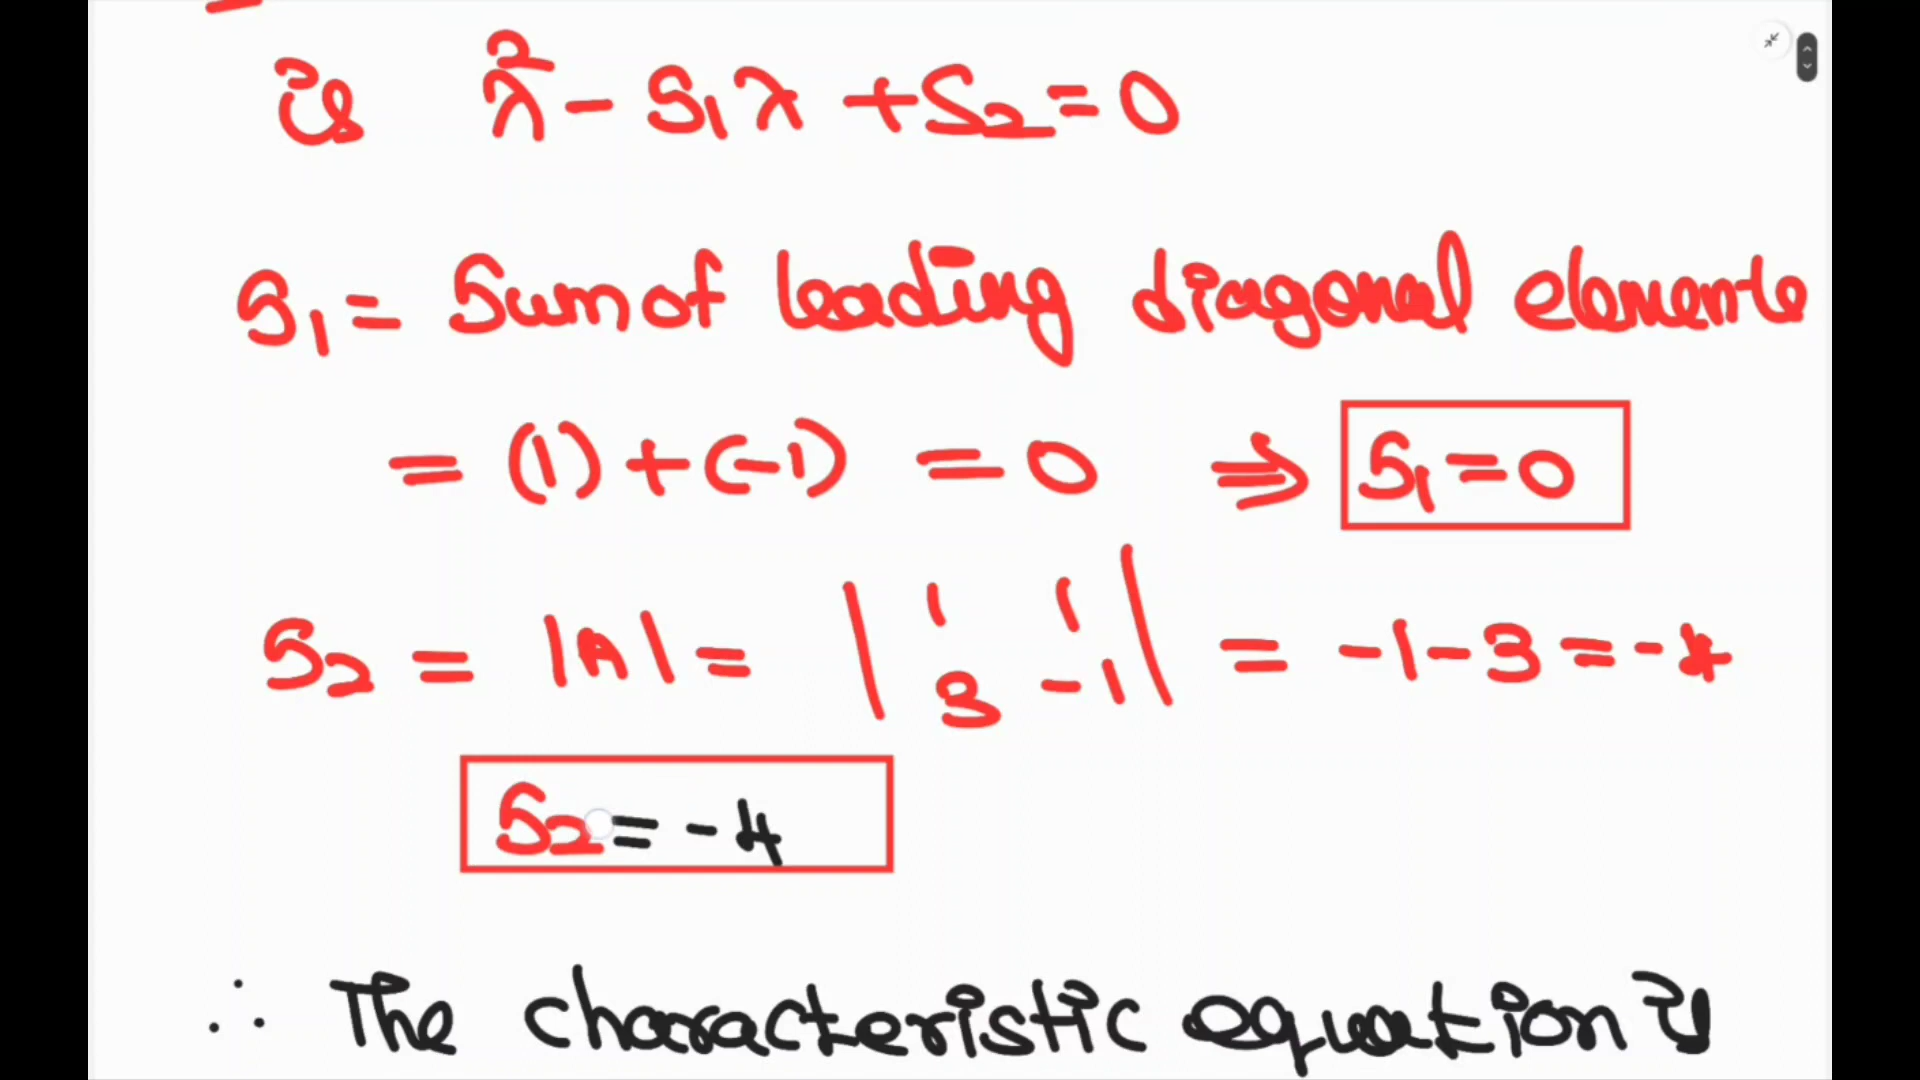 is λ² - S₁λ + S₂ = 0
S₁ = Sum of leading diagonal elements
= (1) + (-1) = 0 ⇒ S₁ = 0
S₂ = |A| = | 1 1 |
| 3 -1 | = -1 - 3 = -4
S₂ = -4
∴ The characteristic equation is